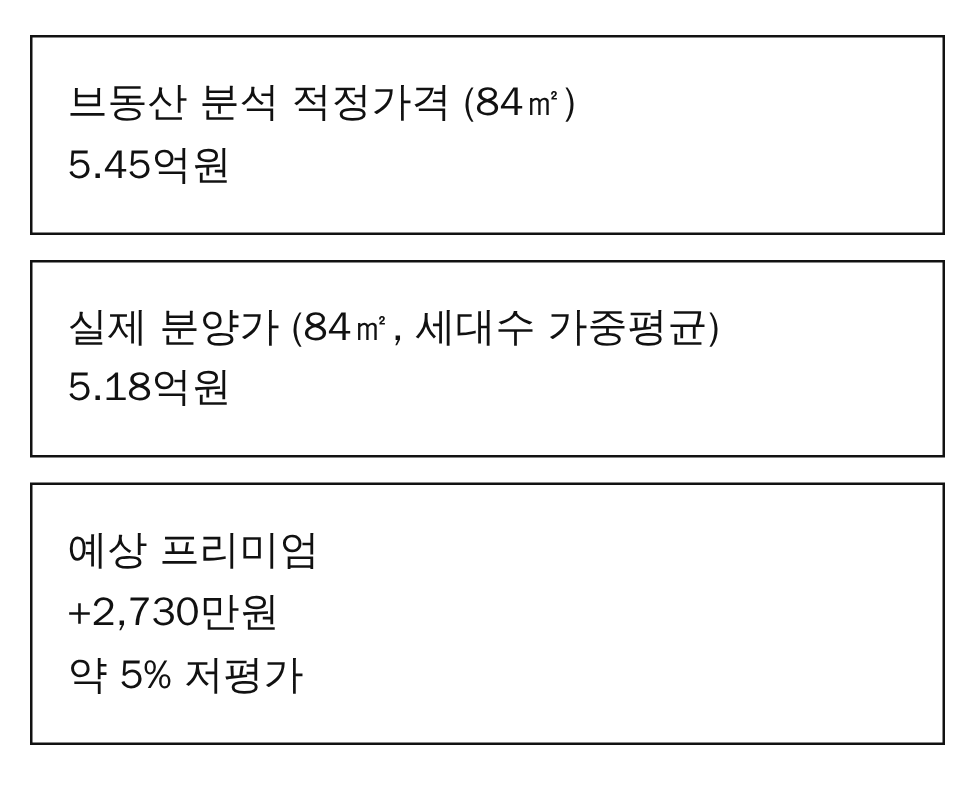 브동산 분석 적정가격 (84㎡)
5.45억원
실제 분양가 (84㎡, 세대수 가중평균)
5.18억원
예상 프리미엄
+2,730만원
약 5% 저평가